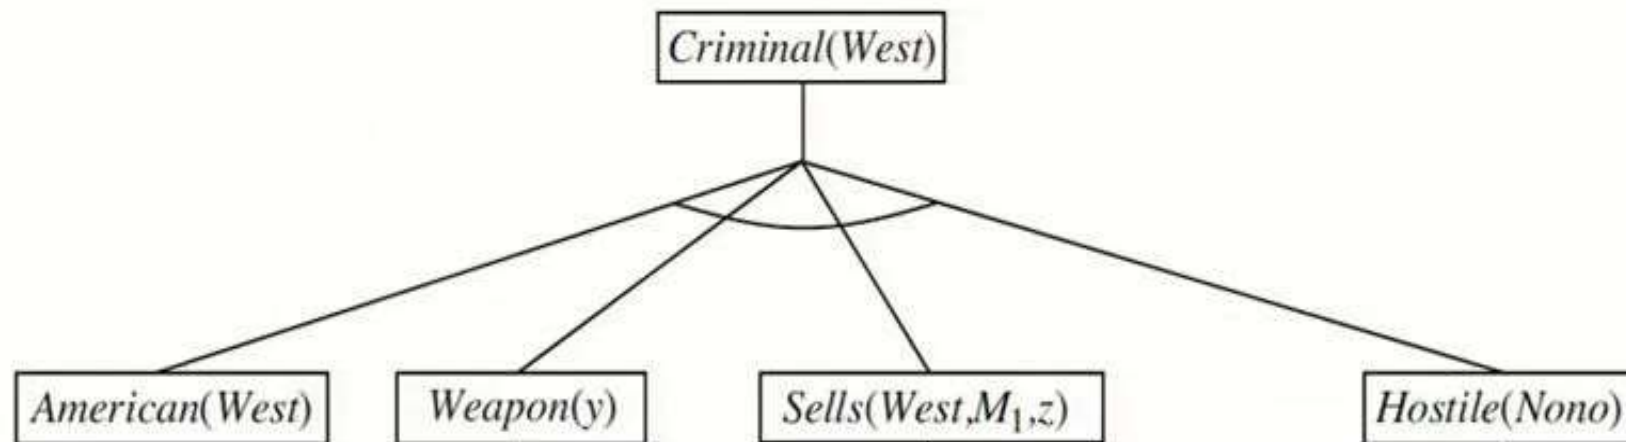 Criminal(West)
American(West) Weapon(y) Sells(West,M₁,z) Hostile(Nono)